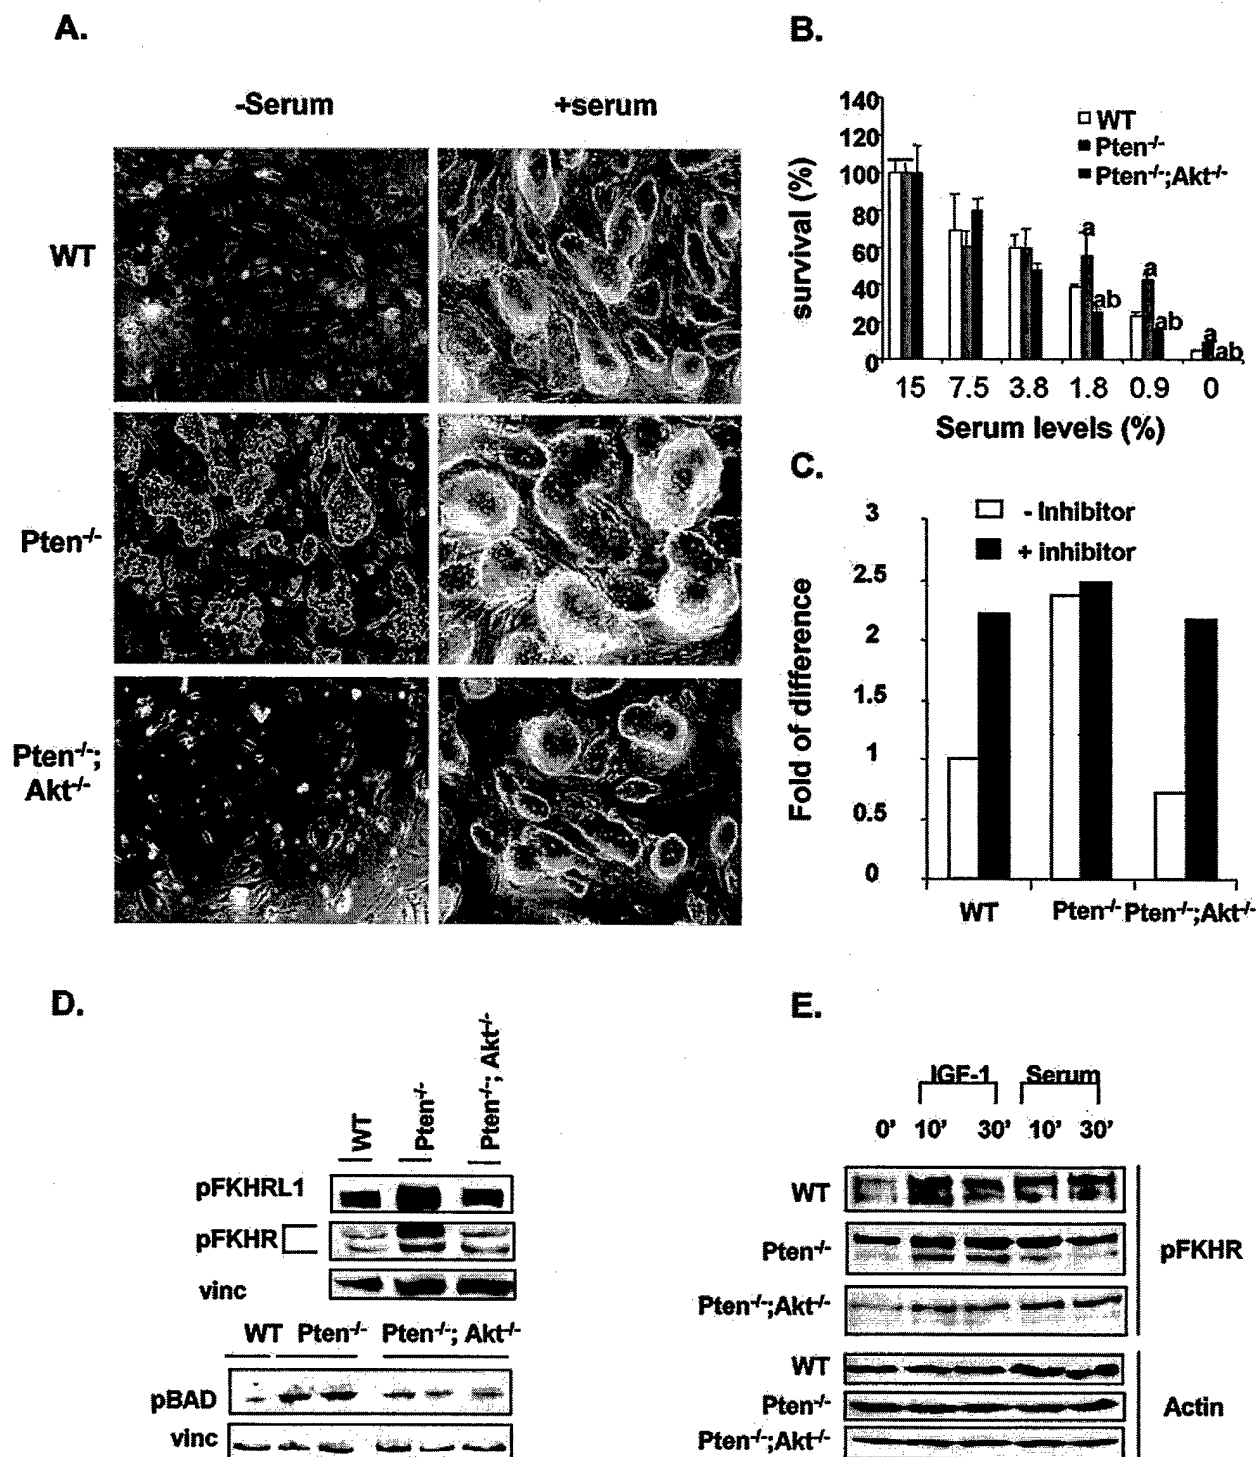 A.
-Serum
+serum
WT
Pten-/-
Pten-/-;
Akt-/-
B.
survival (%)
140
120
100
80
60
40
20
0
WT
Pten-/-
Pten-/-;Akt-/-
a
ab
a
ab
a
ab
15 7.5 3.8 1.8 0.9 0
Serum levels (%)
C.
Fold of difference
3
2.5
2
1.5
1
0.5
0
- Inhibitor
+ inhibitor
WT Pten-/- Pten-/-;Akt-/-
D.
WT
Pten-/-
Pten-/-; Akt-/-
pFKHRL1
pFKHR
vinc
WT Pten-/- Pten-/-; Akt-/-
pBAD
vinc
E.
IGF-1 Serum
0' 10' 30' 10' 30'
WT
Pten-/-
Pten-/-;Akt-/-
pFKHR
WT
Pten-/-
Pten-/-;Akt-/-
Actin